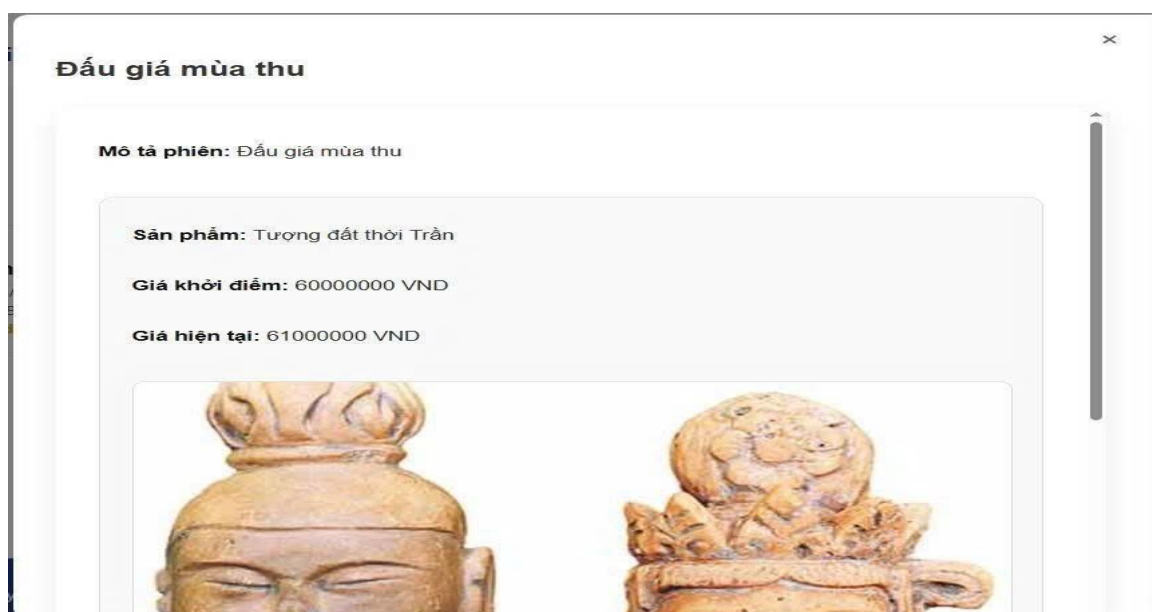 Đấu giá mùa thu
Mô tả phiên: Đấu giá mùa thu
Sản phẩm: Tượng đất thời Trần
Giá khởi điểm: 60000000 VND
Giá hiện tại: 61000000 VND